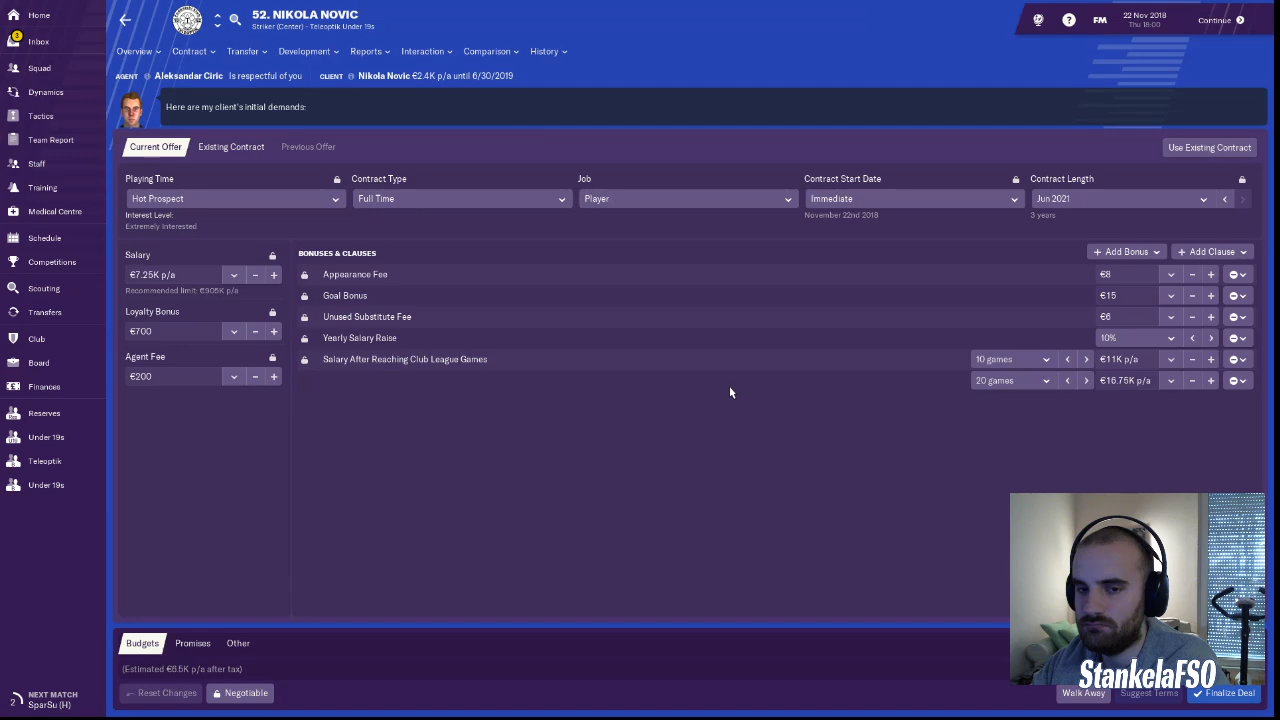 Home
3
Inbox
Squad
Dynamics
Tactics
Team Report
Staff
Training
Medical Centre
Schedule
Competitions
Scouting
Transfers
Club
Board
Finances
Reserves
Under 19s
Teleoptik
Under 19s
2
NEXT MATCH
SparSu (H)
52. NIKOLA NOVIC
Striker (Center) - Teleoptik Under 19s
? FM
22 Nov 2018
Thu 18:00
Continue
Overview Contract Transfer Development Reports Interaction Comparison History
AGENT Aleksandar Ciric Is respectful of you CLIENT Nikola Novic €2.4K p/a until 6/30/2019
Here are my client's initial demands:
Current Offer Existing Contract Previous Offer Use Existing Contract
Playing Time Contract Type Job Contract Start Date Contract Length
Hot Prospect Full Time Player Immediate Jun 2021
Interest Level: November 22nd 2018 3 years
Extremely Interested
Salary
€7.25K p/a
Recommended limit: €905K p/a
Loyalty Bonus
€700
Agent Fee
€200
BONUSES & CLAUSES + Add Bonus + Add Clause
Appearance Fee €8
Goal Bonus €15
Unused Substitute Fee €6
Yearly Salary Raise 10%
Salary After Reaching Club League Games 10 games €11K p/a
20 games €16.75K p/a
Budgets Promises Other
(Estimated €6.5K p/a after tax)
Reset Changes Negotiable Walk Away Suggest Terms Finalize Deal
StankelaFSO